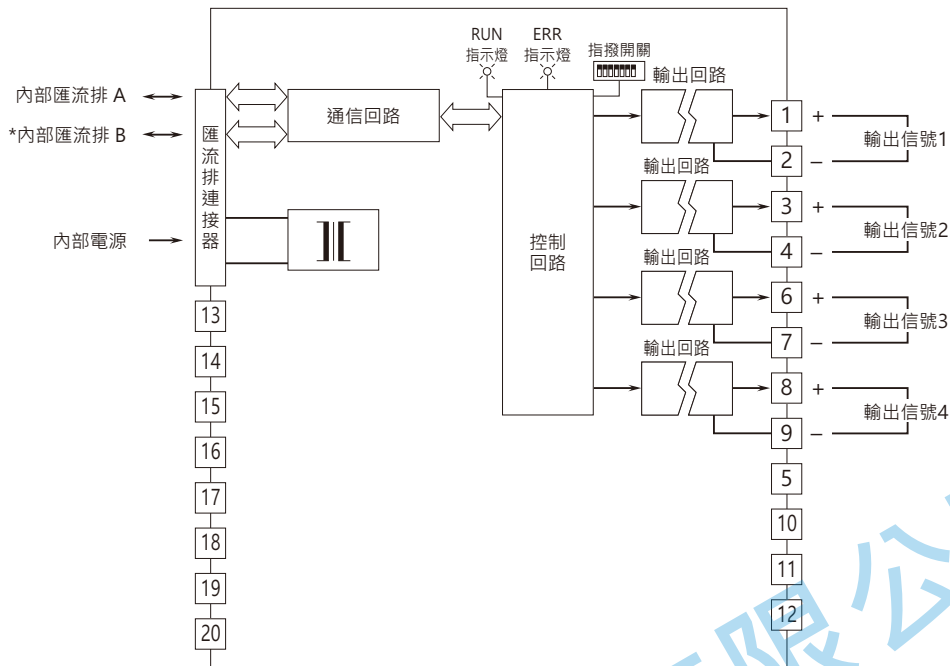 RUN
指示燈
ERR
指示燈
指撥開關
內部匯流排 A
*內部匯流排 B
內部電源
匯流排連接器
通信回路
控制
回路
輸出回路
1 +
2 –
輸出信號1
輸出回路
3 +
4 –
輸出信號2
輸出回路
6 +
7 –
輸出信號3
輸出回路
8 +
9 –
輸出信號4
5
10
11
12
13
14
15
16
17
18
19
20
限公